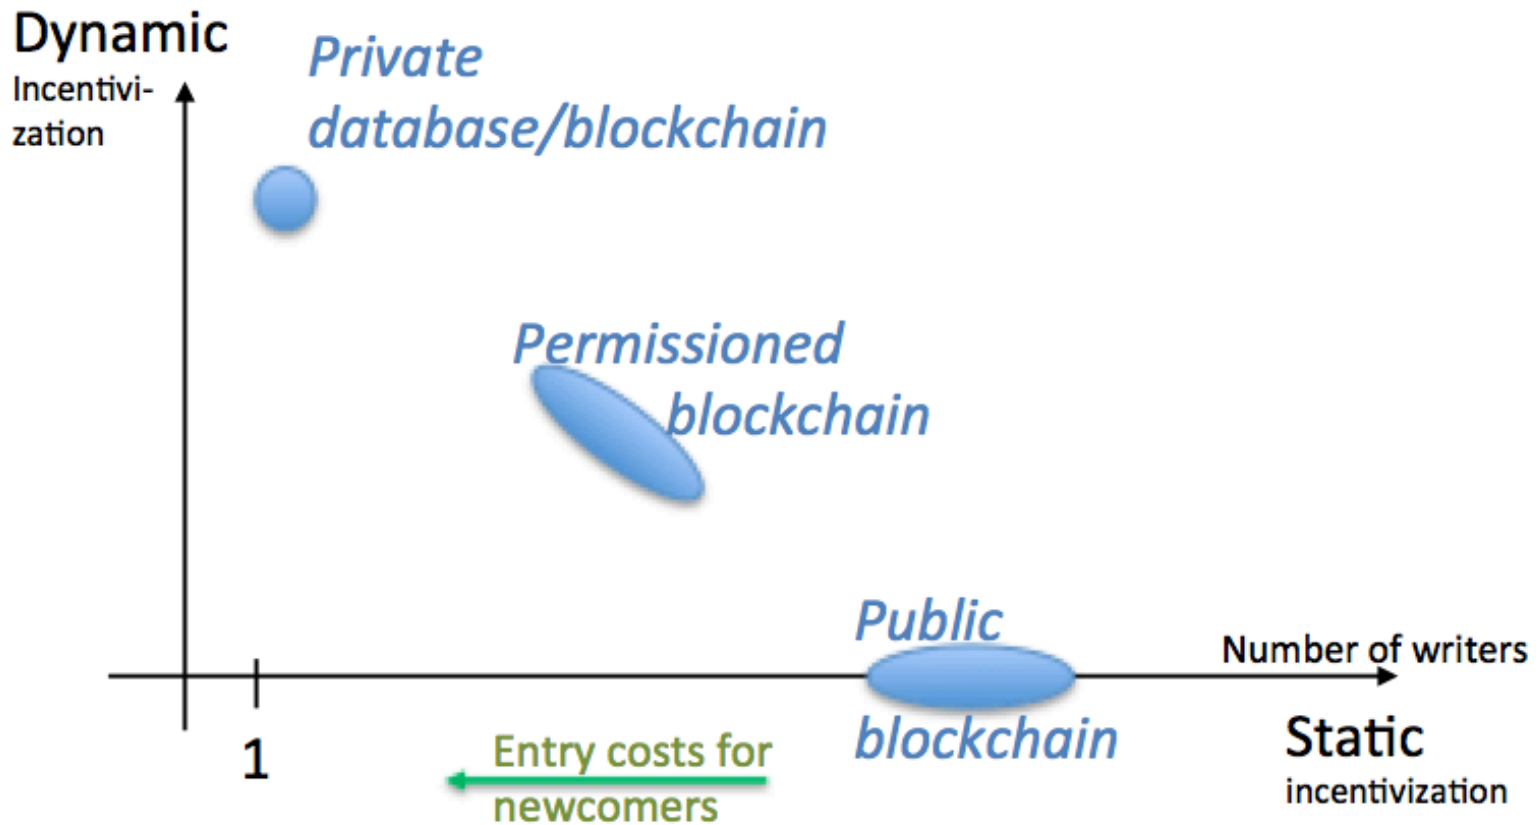 Dynamic
Incentivi-
zation
Private
database/blockchain
Permissioned
blockchain
Public
blockchain
Number of writers
Static
incentivization
1
Entry costs for
newcomers